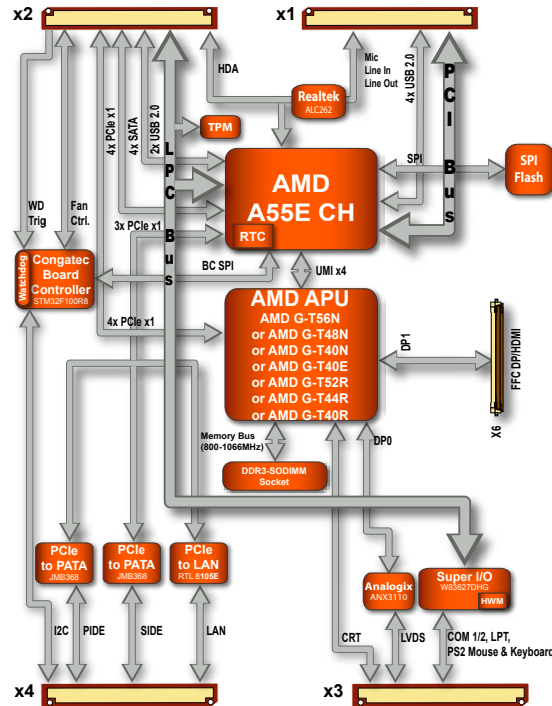 x2
x1
HDA
Mic
Line In
Line Out
Realtek
ALC262
4x USB 2.0
PCI Bus
4x PCIe x1
4x SATA
2x USB 2.0
LPC Bus
TPM
SPI
SPI
Flash
AMD
A55E CH
RTC
WD
Trig
Fan
Ctrl.
3x PCIe x1
Watchdog
Congatec
Board
Controller
STM32F100R8
BC SPI
UMI x4
AMD APU
AMD G-T56N
or AMD G-T48N
or AMD G-T40N
or AMD G-T40E
or AMD G-T52R
or AMD G-T44R
or AMD G-T40R
4x PCIe x1
DP1
FFC DP/HDMI
X6
Memory Bus
(800-1066MHz)
DP0
DDR3-SODIMM
Socket
PCIe
to PATA
JMB368
PCIe
to PATA
JMB368
PCIe
to LAN
RTL 8105E
Analogix
ANX3110
Super I/O
W83627DHG
HWM
I2C
PIDE
SIDE
LAN
CRT
LVDS
COM 1/2, LPT,
PS2 Mouse & Keyboard
x4
x3